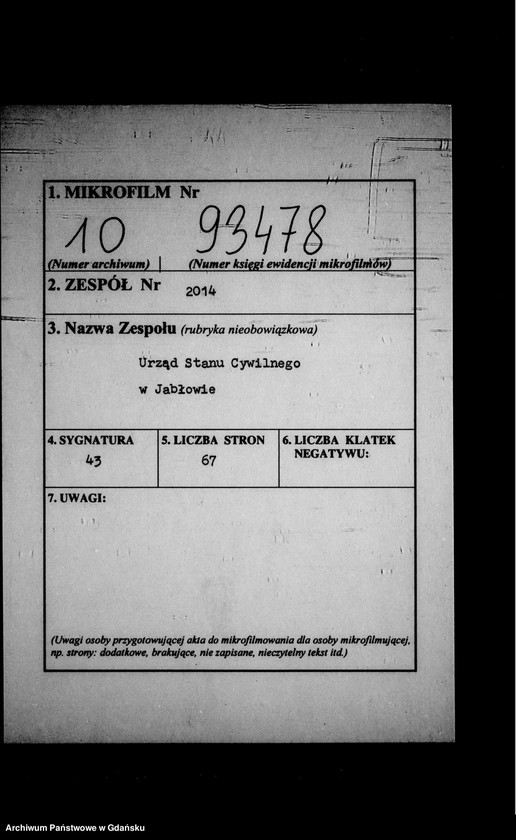 1. MIKROFILM Nr
10 93478
(Numer archiwum) (Numer księgi ewidencji mikrofilmów)
2. ZESPÓŁ Nr 2014
3. Nazwa Zespołu (rubryka nieobowiązkowa)
Urząd Stanu Cywilnego
w Jabłowie
4. SYGNATURA 5. LICZBA STRON 6. LICZBA KLATEK
NEGATYWU:
43 67
7. UWAGI:
(Uwagi osoby przygotowującej akta do mikrofilmowania dla osoby mikrofilmującej,
np. strony: dodatkowe, brakujące, nie zapisane, nieczytelny tekst itd.)
Archiwum Państwowe w Gdańsku